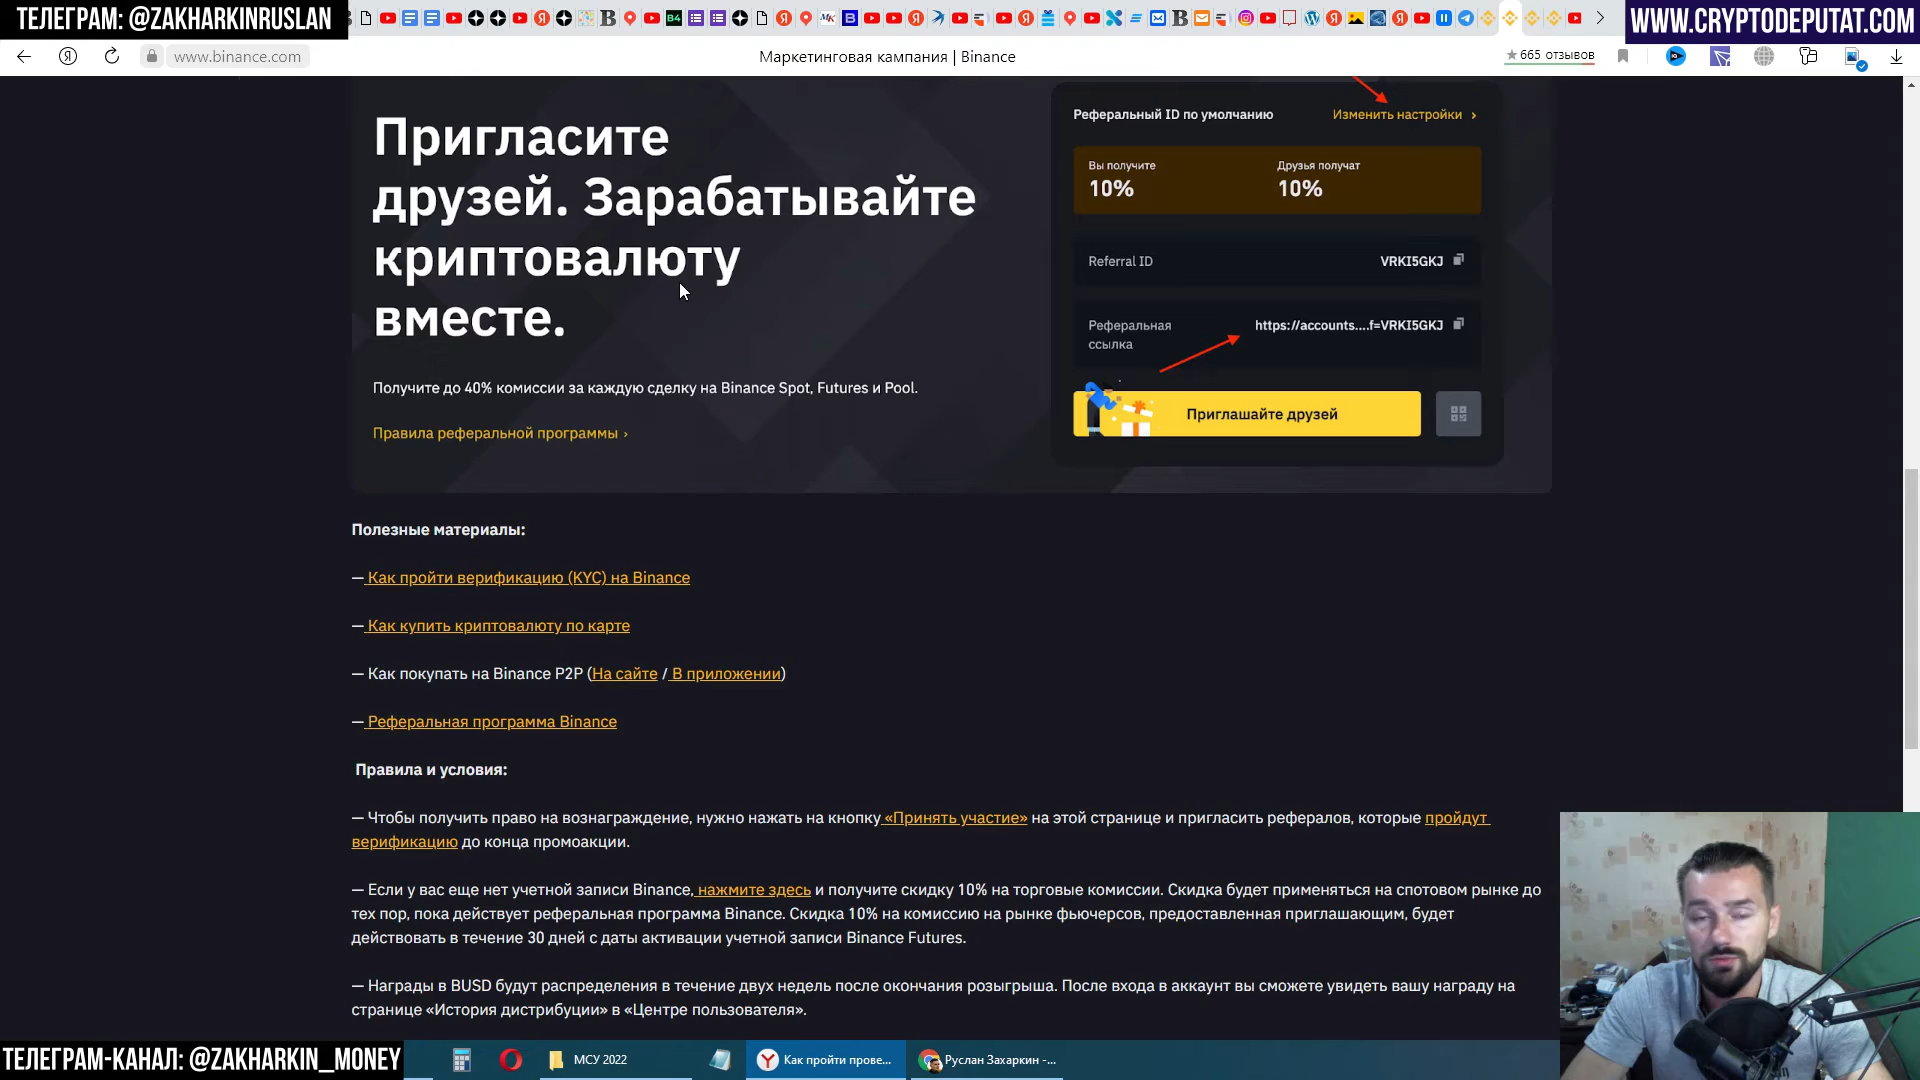 ТЕЛЕГРАМ: @ZAKHARKINRUSLAN
WWW.CRYPTODEPUTAT.COM
www.binance.com
Маркетинговая кампания | Binance
★665 отзывов
Пригласите
друзей. Зарабатывайте
криптовалюту
вместе.
Получите до 40% комиссии за каждую сделку на Binance Spot, Futures и Pool.
Правила реферальной программы ›
Реферальный ID по умолчанию
Изменить настройки ›
Вы получите
10%
Друзья получат
10%
Referral ID
VRKI5GKJ
Реферальная
ссылка
https://accounts....f=VRKI5GKJ
Приглашайте друзей
Полезные материалы:
— Как пройти верификацию (KYC) на Binance
— Как купить криптовалюту по карте
— Как покупать на Binance P2P (На сайте / В приложении)
— Реферальная программа Binance
Правила и условия:
— Чтобы получить право на вознаграждение, нужно нажать на кнопку «Принять участие» на этой странице и пригласить рефералов, которые пройдут
верификацию до конца промоакции.
— Если у вас еще нет учетной записи Binance, нажмите здесь и получите скидку 10% на торговые комиссии. Скидка будет применяться на спотовом рынке до
тех пор, пока действует реферальная программа Binance. Скидка 10% на комиссию на рынке фьючерсов, предоставленная приглашающим, будет
действовать в течение 30 дней с даты активации учетной записи Binance Futures.
— Награды в BUSD будут распределения в течение двух недель после окончания розыгрыша. После входа в аккаунт вы сможете увидеть вашу награду на
странице «История дистрибуции» в «Центре пользователя».
ТЕЛЕГРАМ-КАНАЛ: @ZAKHARKIN_MONEY
МСУ 2022
Как пройти прове...
Руслан Захаркин -...